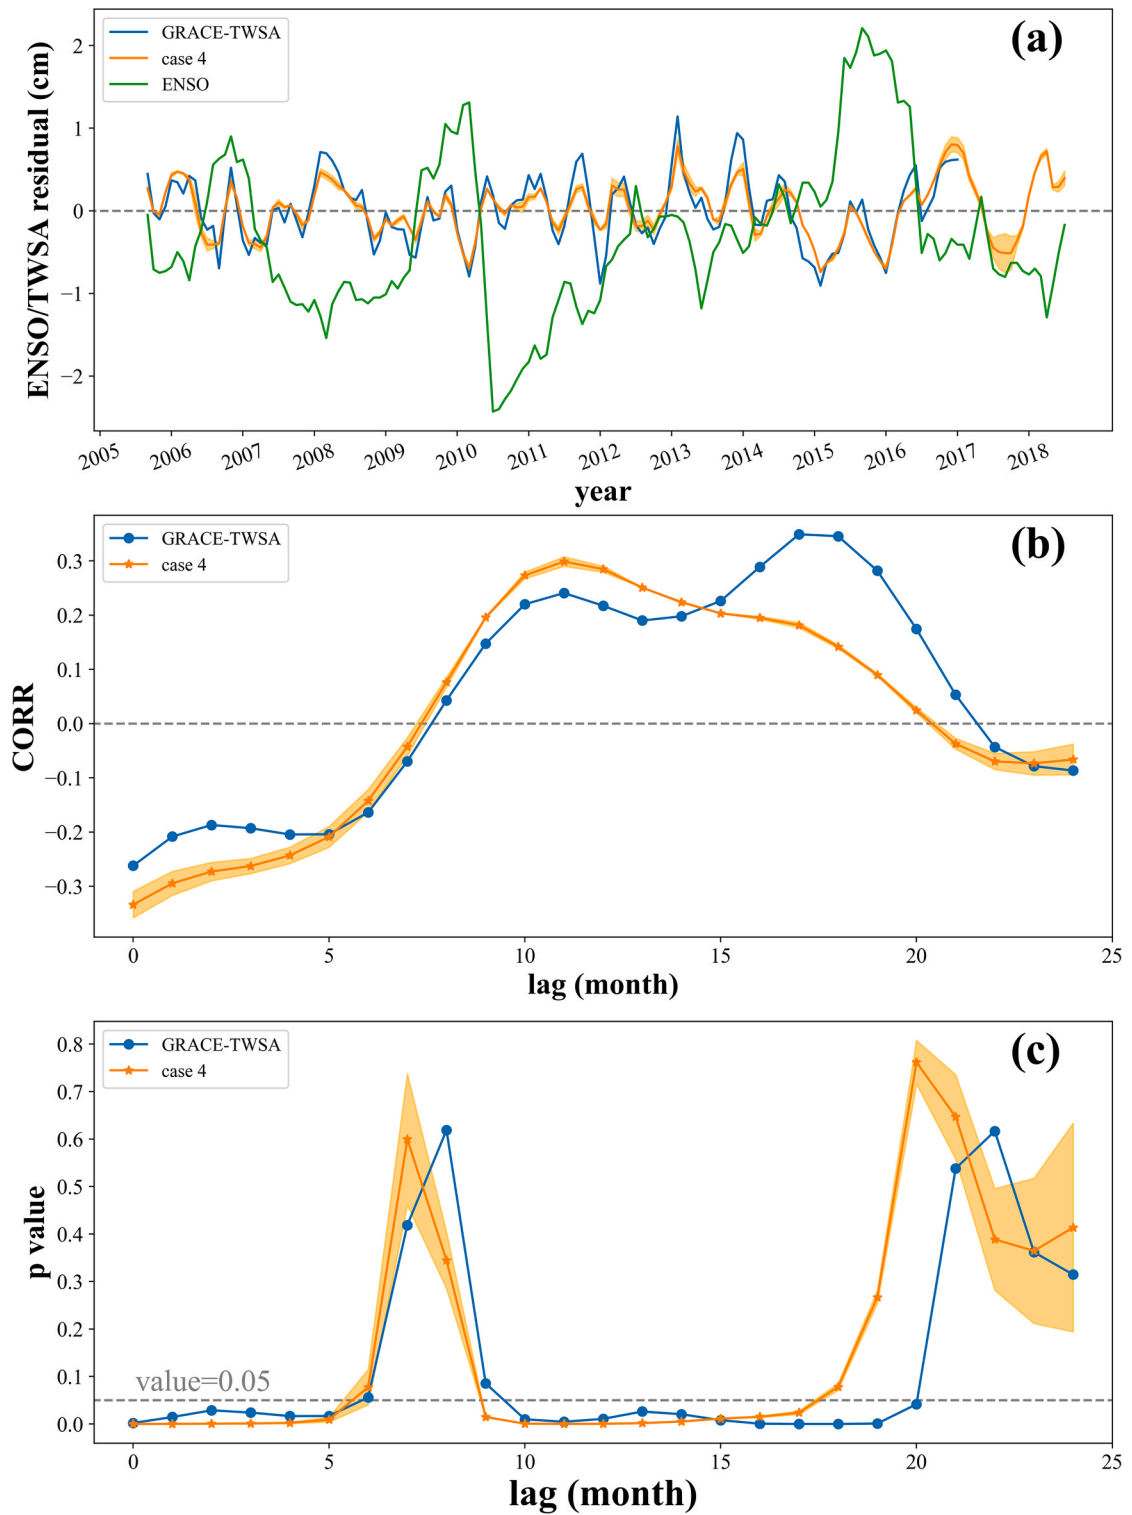 (a)
GRACE-TWSA
case 4
ENSO
ENSO/TWSA residual (cm)
2
1
0
−1
−2
2005 2006 2007 2008 2009 2010 2011 2012 2013 2014 2015 2016 2017 2018
year
(b)
GRACE-TWSA
case 4
CORR
0.3
0.2
0.1
0.0
−0.1
−0.2
−0.3
0 5 10 15 20 25
lag (month)
(c)
GRACE-TWSA
case 4
p value
0.8
0.7
0.6
0.5
0.4
0.3
0.2
0.1
0.0
value=0.05
0 5 10 15 20 25
lag (month)